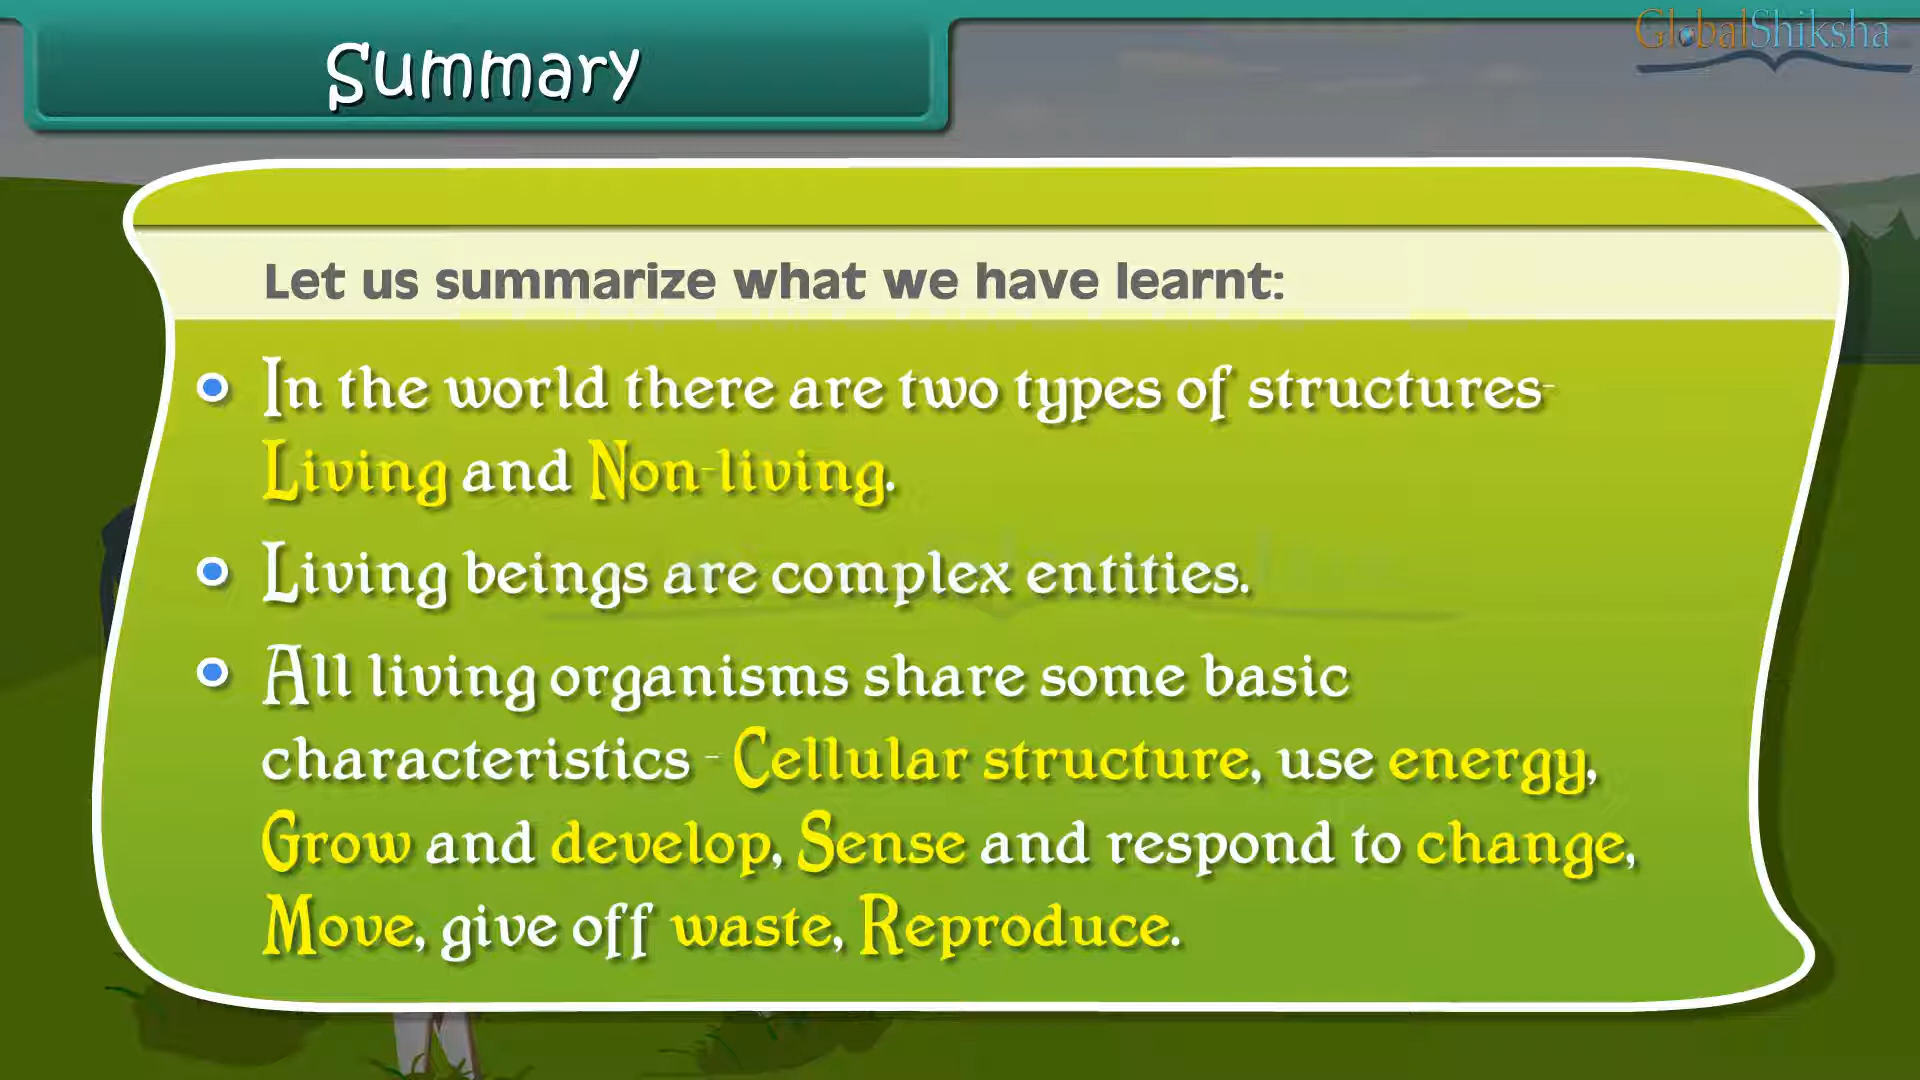 Summary
GlobalShiksha
Let us summarize what we have learnt:
In the world there are two types of structures-
Living and Non-living.
Living beings are complex entities.
All living organisms share some basic
characteristics - Cellular structure, use energy,
Grow and develop, Sense and respond to change,
Move, give off waste, Reproduce.